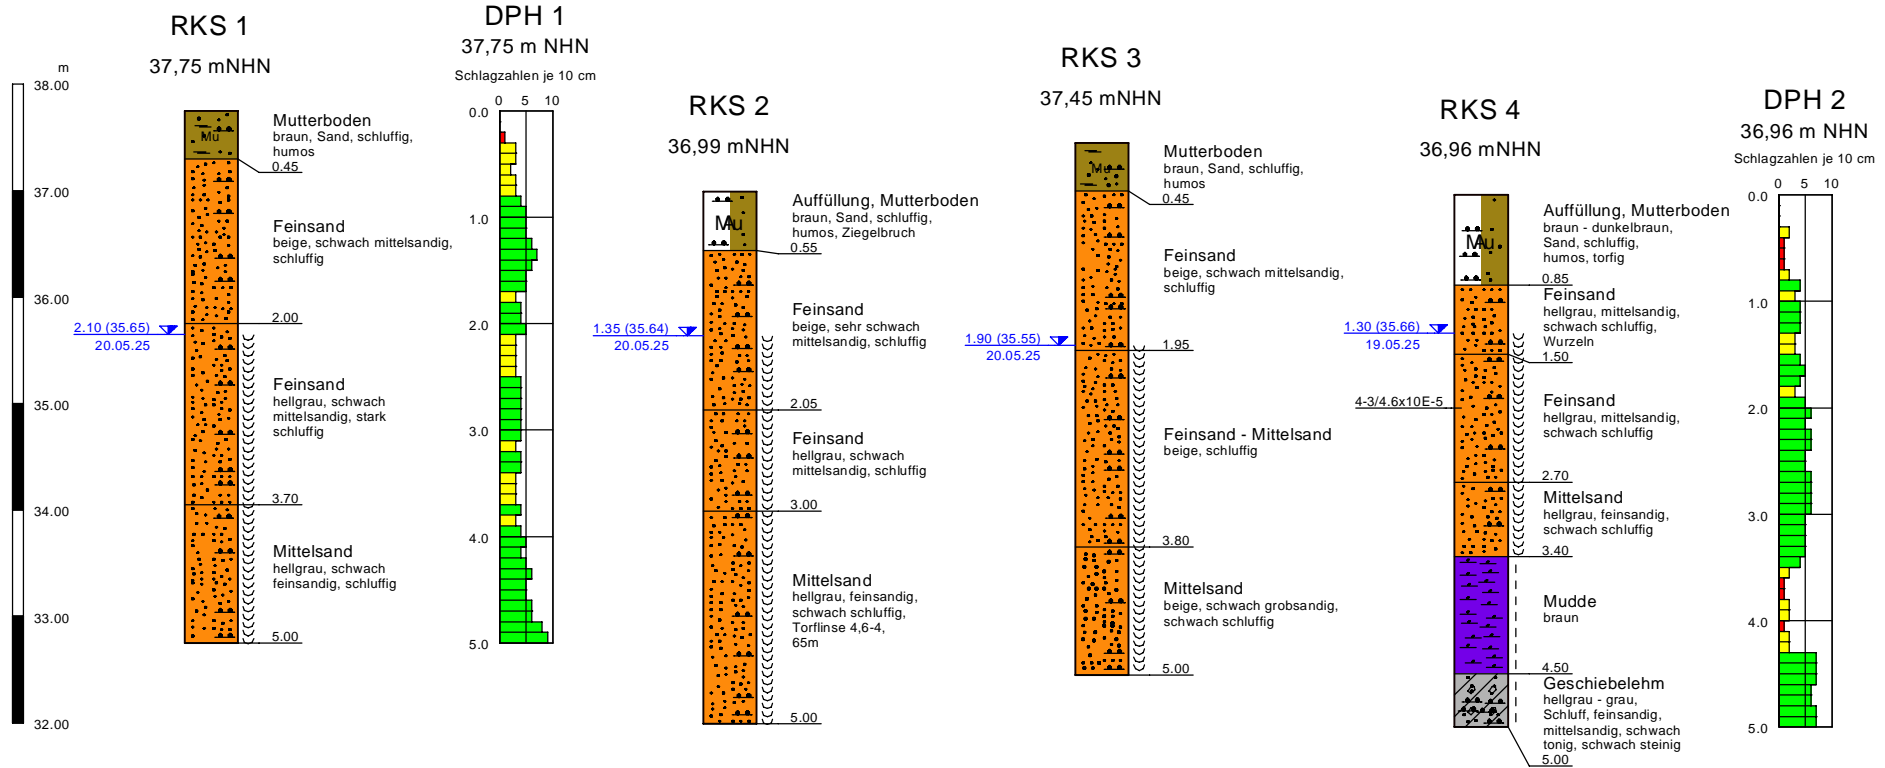 m
38.00
37.00
36.00
35.00
34.00
33.00
32.00
RKS 1
37,75 mNHN
Mu
Mutterboden
braun, Sand, schluffig,
humos
0.45
Feinsand
beige, schwach mittelsandig,
schluffig
2.00
2.10 (35.65)
20.05.25
Feinsand
hellgrau, schwach
mittelsandig, stark
schluffig
3.70
Mittelsand
hellgrau, schwach
feinsandig, schluffig
5.00
DPH 1
37,75 m NHN
Schlagzahlen je 10 cm
0 5 10
0.0
1.0
2.0
3.0
4.0
5.0
RKS 2
36,99 mNHN
Mu
Auffüllung, Mutterboden
braun, Sand, schluffig,
humos, Ziegelbruch
0.55
Feinsand
beige, sehr schwach
mittelsandig, schluffig
1.35 (35.64)
20.05.25
2.05
Feinsand
hellgrau, schwach
mittelsandig, schluffig
3.00
Mittelsand
hellgrau, feinsandig,
schwach schluffig,
Torflinse 4,6-4,
65m
5.00
RKS 3
37,45 mNHN
Mu
Mutterboden
braun, Sand, schluffig,
humos
0.45
Feinsand
beige, schwach mittelsandig,
schluffig
1.90 (35.55)
20.05.25
1.95
Feinsand - Mittelsand
beige, schluffig
3.80
Mittelsand
beige, schwach grobsandig,
schwach schluffig
5.00
RKS 4
36,96 mNHN
Mu
Auffüllung, Mutterboden
braun - dunkelbraun,
Sand, schluffig,
humos, torfig
0.85
Feinsand
hellgrau, mittelsandig,
schwach schluffig,
Wurzeln
1.30 (35.66)
19.05.25
1.50
4-3/4.6x10E-5
Feinsand
hellgrau, mittelsandig,
schwach schluffig
2.70
Mittelsand
hellgrau, feinsandig,
schwach schluffig
3.40
Mudde
braun
4.50
Geschiebelehm
hellgrau - grau,
Schluff, feinsandig,
mittelsandig, schwach
tonig, schwach steinig
5.00
DPH 2
36,96 m NHN
Schlagzahlen je 10 cm
0 5 10
0.0
1.0
2.0
3.0
4.0
5.0